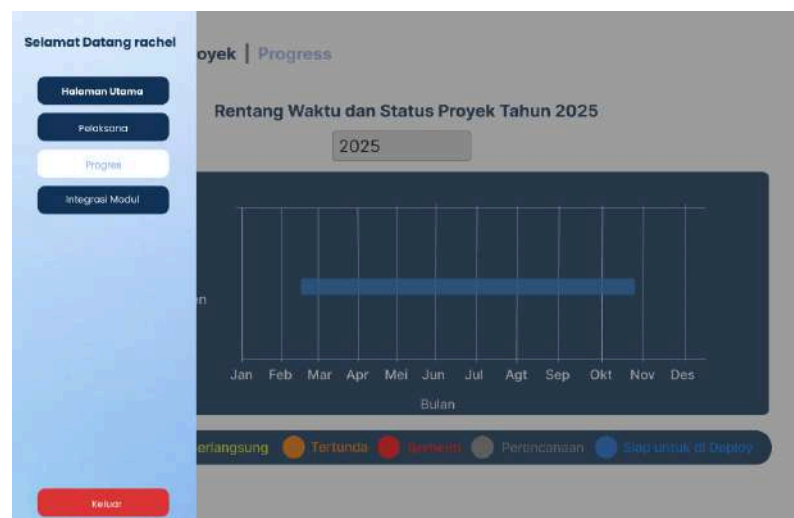 Selamat Datang rachel
Halaman Utama
Pelaksana
Progres
Integrasi Modul
Keluar
oyek | Progress
Rentang Waktu dan Status Proyek Tahun 2025
2025
en
Jan Feb Mar Apr Mei Jun Jul Agt Sep Okt Nov Des
Bulan
erlangsung Tertunda Perencanaan Siap untuk di Deploy